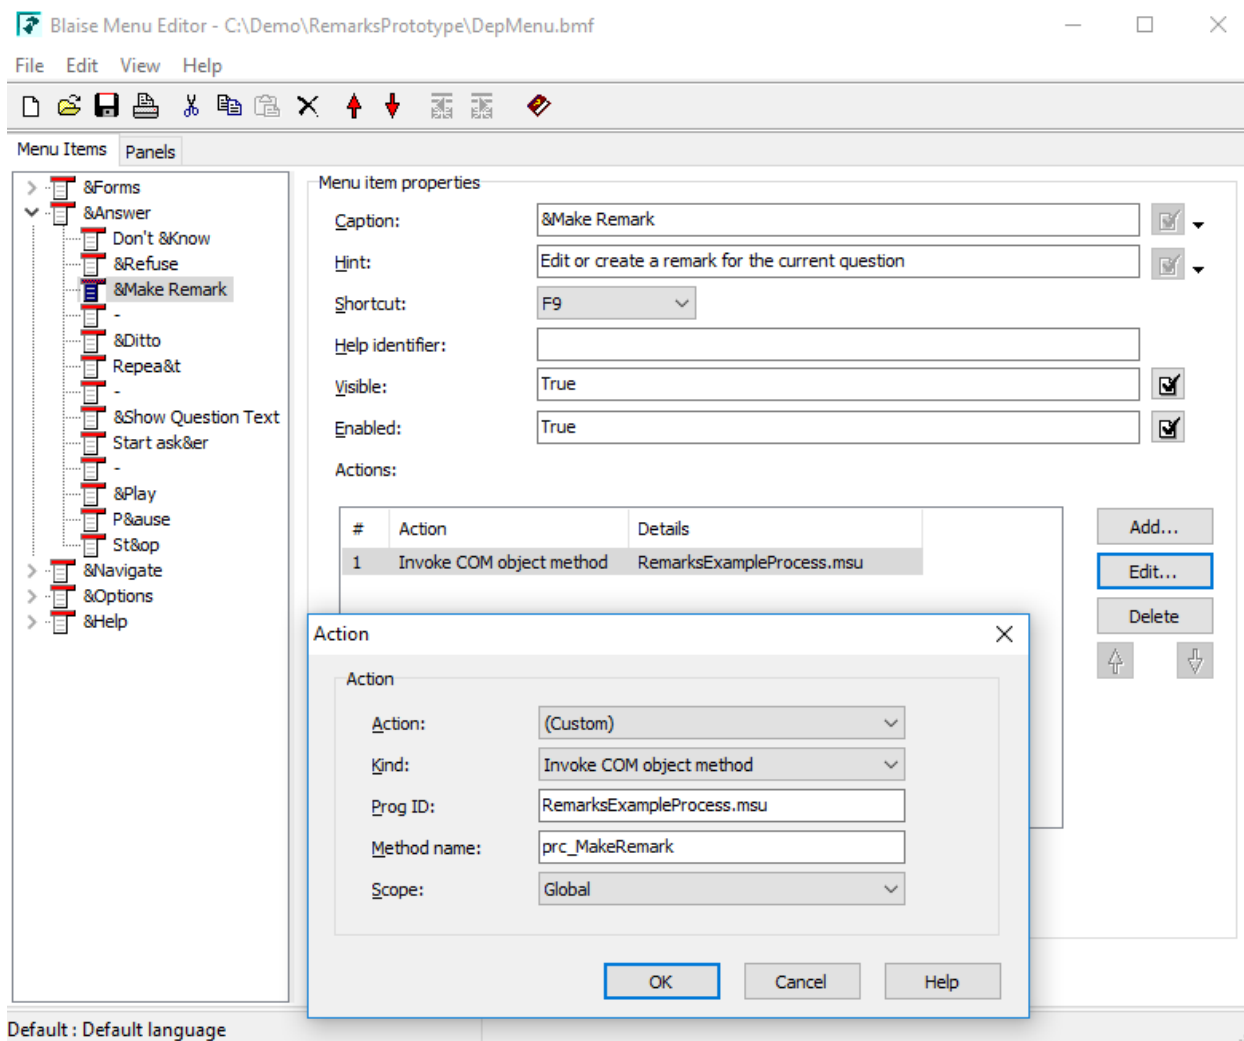 Blaise Menu Editor - C:\Demo\RemarksPrototype\DepMenu.bmf
File Edit View Help
Menu Items Panels
&Forms
&Answer
Don't &Know
&Refuse
&Make Remark
-
&Ditto
Repea&t
-
&Show Question Text
Start ask&er
-
&Play
P&ause
St&op
&Navigate
&Options
&Help
Menu item properties
Caption: &Make Remark
Hint: Edit or create a remark for the current question
Shortcut: F9
Help identifier:
Visible: True
Enabled: True
Actions:
# Action Details
1 Invoke COM object method RemarksExampleProcess.msu
Add...
Edit...
Delete
Action
Action
Action: (Custom)
Kind: Invoke COM object method
Prog ID: RemarksExampleProcess.msu
Method name: prc_MakeRemark
Scope: Global
OK Cancel Help
Default : Default language